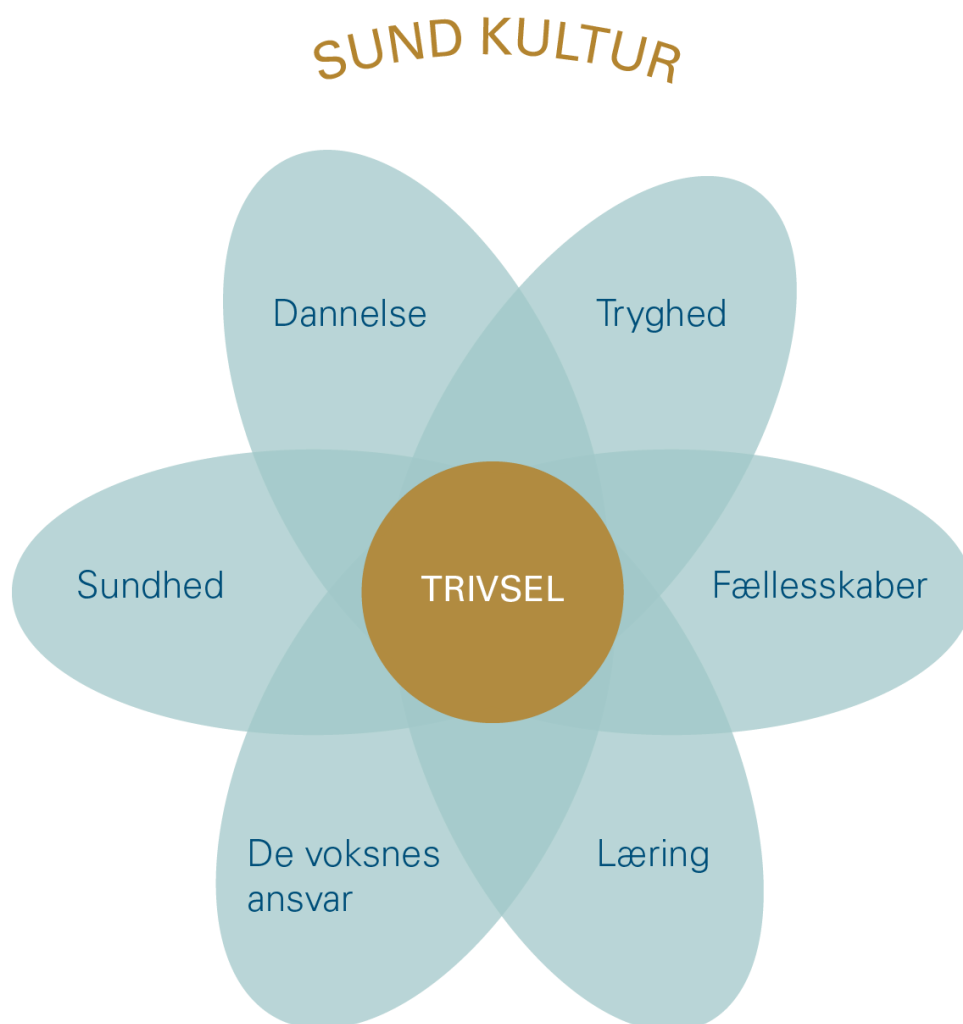 SUND KULTUR
Dannelse
Tryghed
Sundhed
TRIVSEL
Fællesskaber
De voksnes
ansvar
Læring